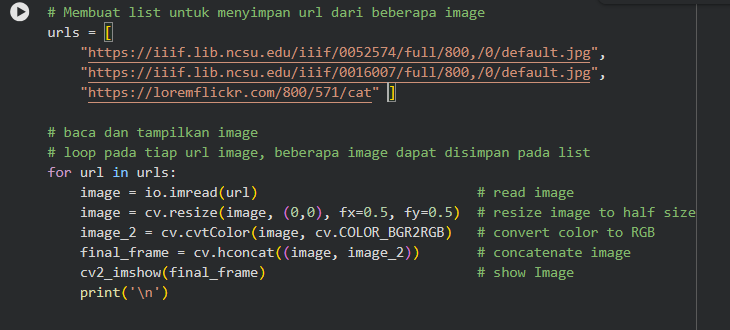 # Membuat list untuk menyimpan url dari beberapa image
urls = [
    "https://iiif.lib.ncsu.edu/iiif/0052574/full/800,/0/default.jpg",
    "https://iiif.lib.ncsu.edu/iiif/0016007/full/800,/0/default.jpg",
    "https://loremflickr.com/800/571/cat" ]
# baca dan tampilkan image
# loop pada tiap url image, beberapa image dapat disimpan pada list
for url in urls:
    image = io.imread(url)                           # read image
    image = cv.resize(image, (0,0), fx=0.5, fy=0.5)  # resize image to half size
    image_2 = cv.cvtColor(image, cv.COLOR_BGR2RGB)   # convert color to RGB
    final_frame = cv.hconcat((image, image_2))       # concatenate image
    cv2_imshow(final_frame)                          # show Image
    print('\n')